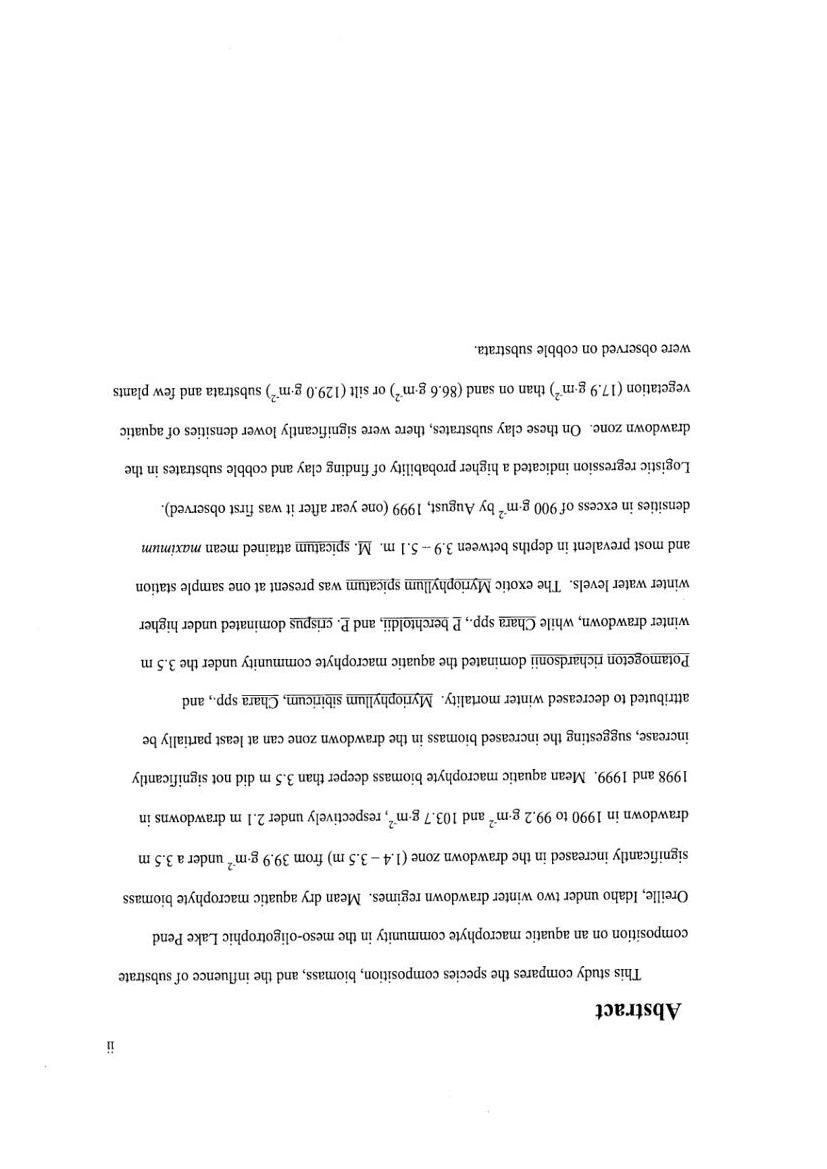 ii
Abstract
This study compares the species composition, biomass, and the influence of substrate
composition on an aquatic macrophyte community in the meso-oligotrophic Lake Pend
Oreille, Idaho under two winter drawdown regimes. Mean dry aquatic macrophyte biomass
significantly increased in the drawdown zone (1.4 – 3.5 m) from 39.9 g·m⁻² under a 3.5 m
drawdown in 1990 to 99.2 g·m⁻² and 103.7 g·m⁻², respectively under 2.1 m drawdowns in
1998 and 1999. Mean aquatic macrophyte biomass deeper than 3.5 m did not significantly
increase, suggesting the increased biomass in the drawdown zone can at least partially be
attributed to decreased winter mortality. Myriophyllum sibiricum, Chara spp., and
Potamogeton richardsonii dominated the aquatic macrophyte community under the 3.5 m
winter drawdown, while Chara spp., P berchtoldii, and P. crispus dominated under higher
winter water levels. The exotic Myriophyllum spicatum was present at one sample station
and most prevalent in depths between 3.9 – 5.1 m. M. spicatum attained mean maximum
densities in excess of 900 g·m⁻² by August, 1999 (one year after it was first observed).
Logistic regression indicated a higher probability of finding clay and cobble substrates in the
drawdown zone. On these clay substrates, there were significantly lower densities of aquatic
vegetation (17.9 g·m⁻²) than on sand (86.6 g·m⁻²) or silt (129.0 g·m⁻²) substrata and few plants
were observed on cobble substrata.